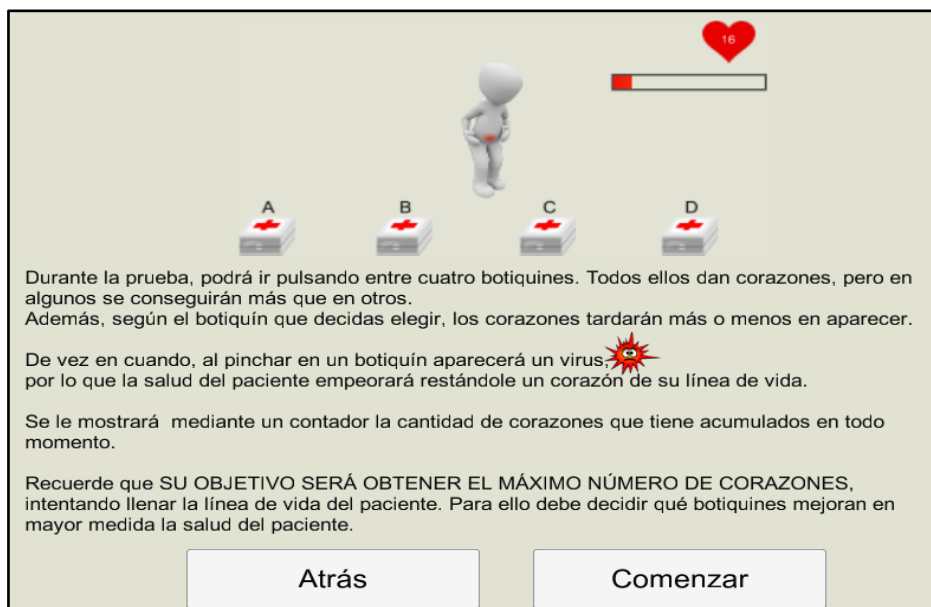 16
A B C D
Durante la prueba, podrá ir pulsando entre cuatro botiquines. Todos ellos dan corazones, pero en
algunos se conseguirán más que en otros.
Además, según el botiquín que decidas elegir, los corazones tardarán más o menos en aparecer.
De vez en cuando, al pinchar en un botiquín aparecerá un virus,
por lo que la salud del paciente empeorará restándole un corazón de su línea de vida.
Se le mostrará mediante un contador la cantidad de corazones que tiene acumulados en todo
momento.
Recuerde que SU OBJETIVO SERÁ OBTENER EL MÁXIMO NÚMERO DE CORAZONES,
intentando llenar la línea de vida del paciente. Para ello debe decidir qué botiquines mejoran en
mayor medida la salud del paciente.
Atrás Comenzar